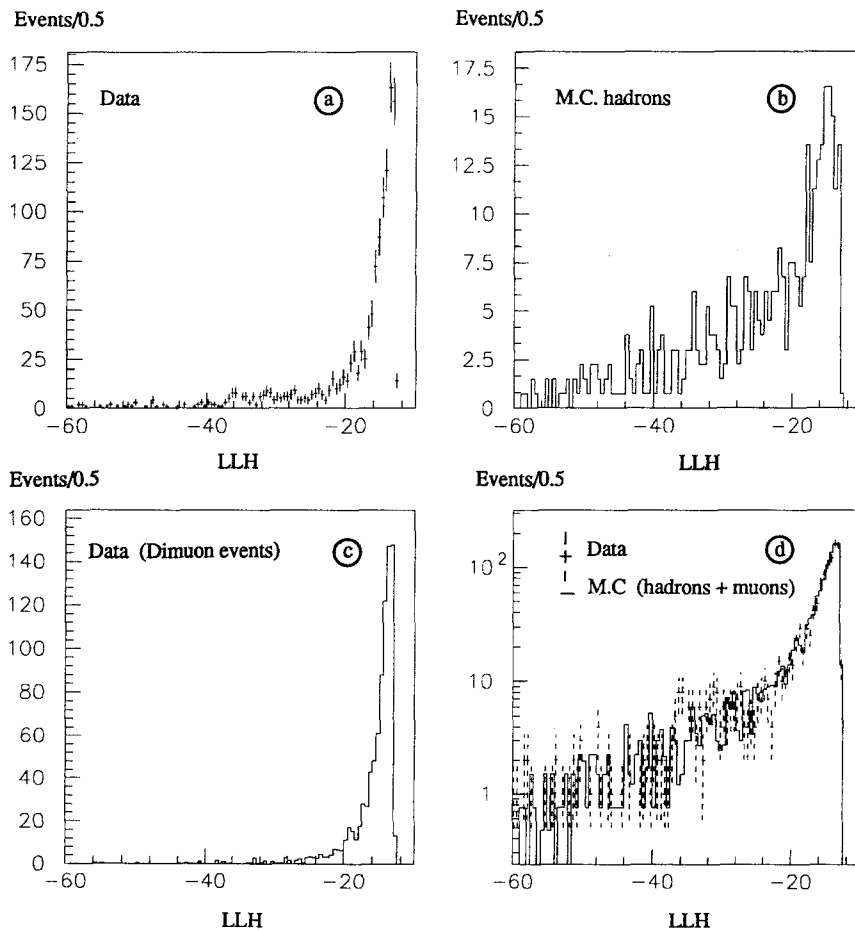 Events/0.5
175
150
125
100
75
50
25
0
Data
a
−60
−40
−20
LLH
Events/0.5
17.5
15
12.5
10
7.5
5
2.5
0
M.C. hadrons
b
−60
−40
−20
LLH
Events/0.5
160
140
120
100
80
60
40
20
0
Data (Dimuon events)
c
−60
−40
−20
LLH
Events/0.5
10²
10
1
Data
d
M.C (hadrons + muons)
−60
−40
−20
LLH